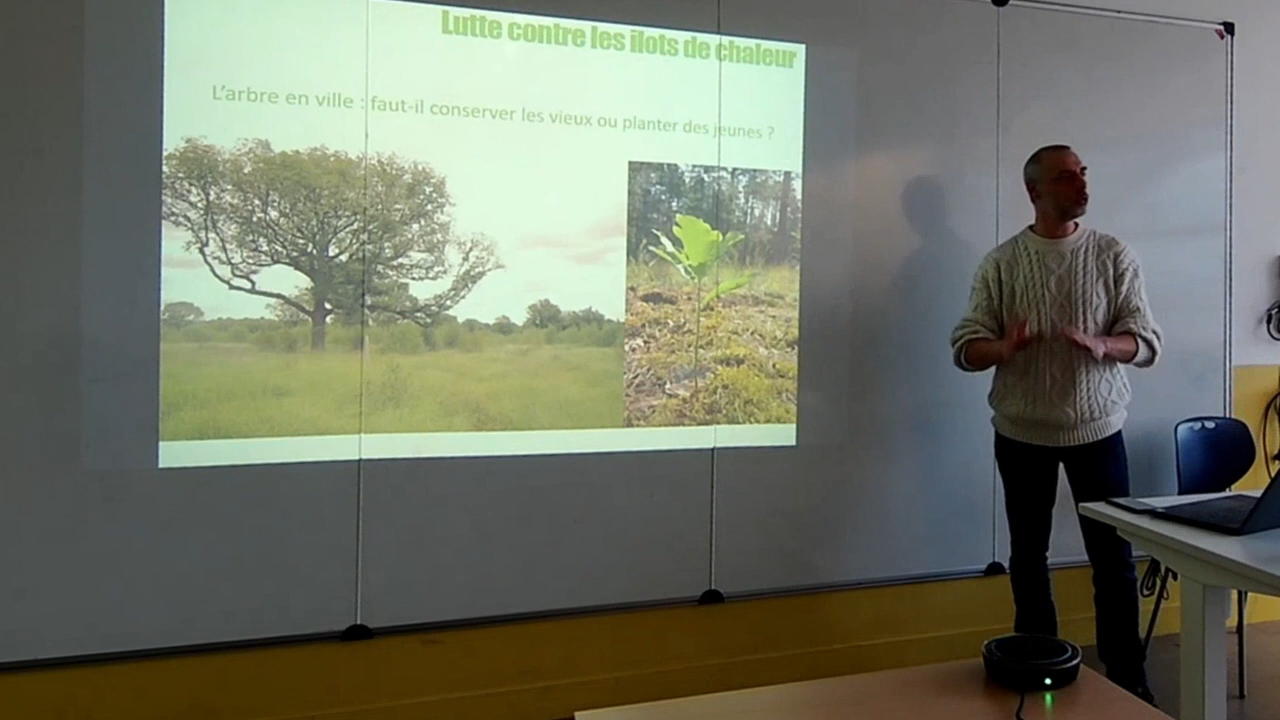 Lutte contre les ilots de chaleur
L'arbre en ville : faut-il conserver les vieux ou planter des jeunes ?